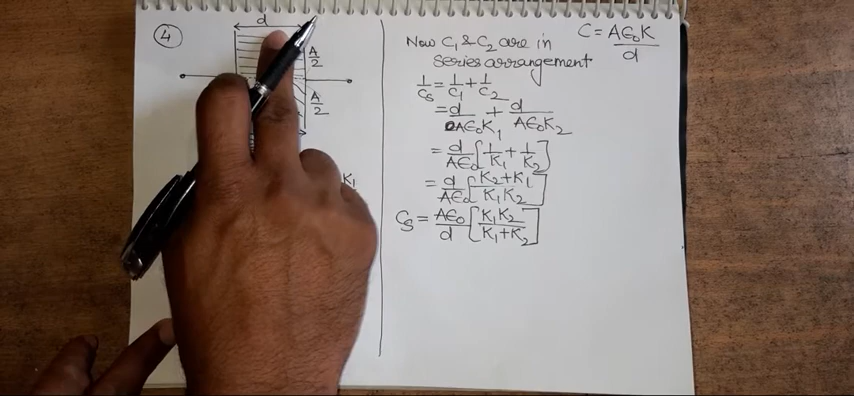 4
d
A/2
A/2
K₁
C = Aε₀K/d
Now C₁ & C₂ are in
series arrangement
1/Cs = 1/C₁ + 1/C₂
= d/Aε₀K₁ + d/Aε₀K₂
= d/Aε₀ [1/K₁ + 1/K₂]
= d/Aε₀ [K₂+K₁/K₁K₂]
Cs = Aε₀/d [K₁K₂/K₁+K₂]